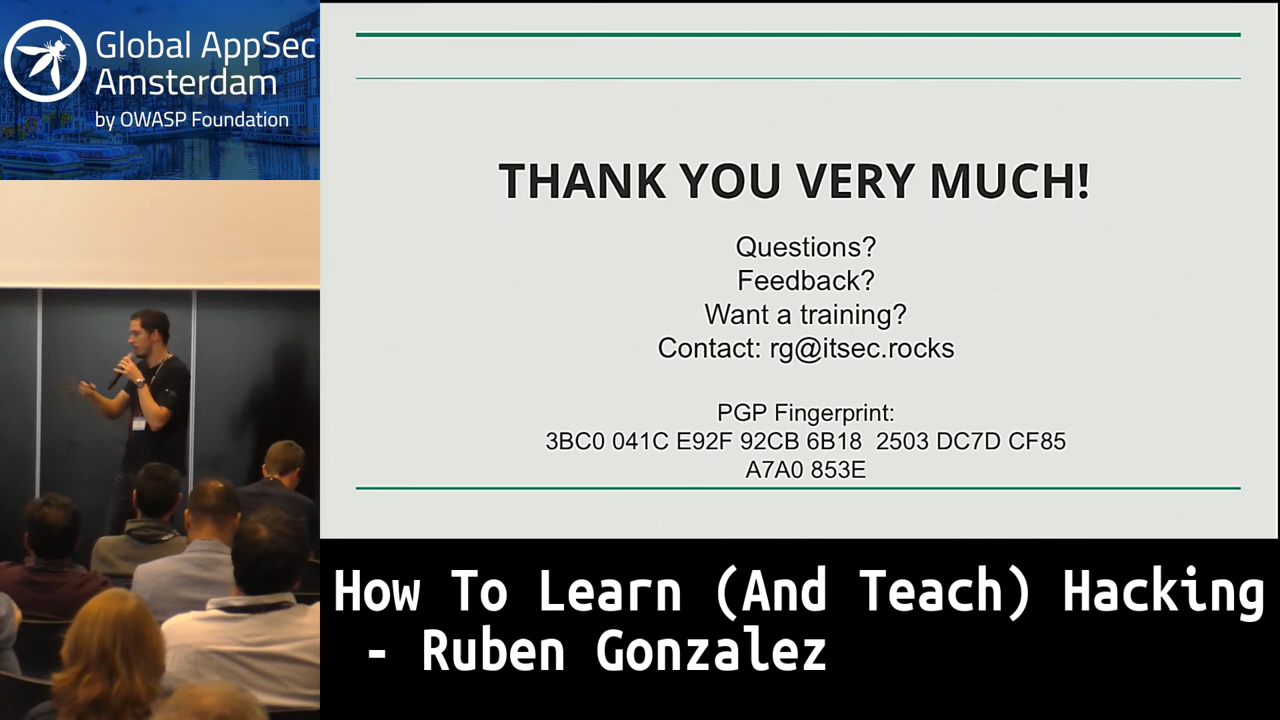 Global AppSec
Amsterdam
by OWASP Foundation
THANK YOU VERY MUCH!
Questions?
Feedback?
Want a training?
Contact: rg@itsec.rocks
PGP Fingerprint:
3BC0 041C E92F 92CB 6B18  2503 DC7D CF85
A7A0 853E
How To Learn (And Teach) Hacking
- Ruben Gonzalez